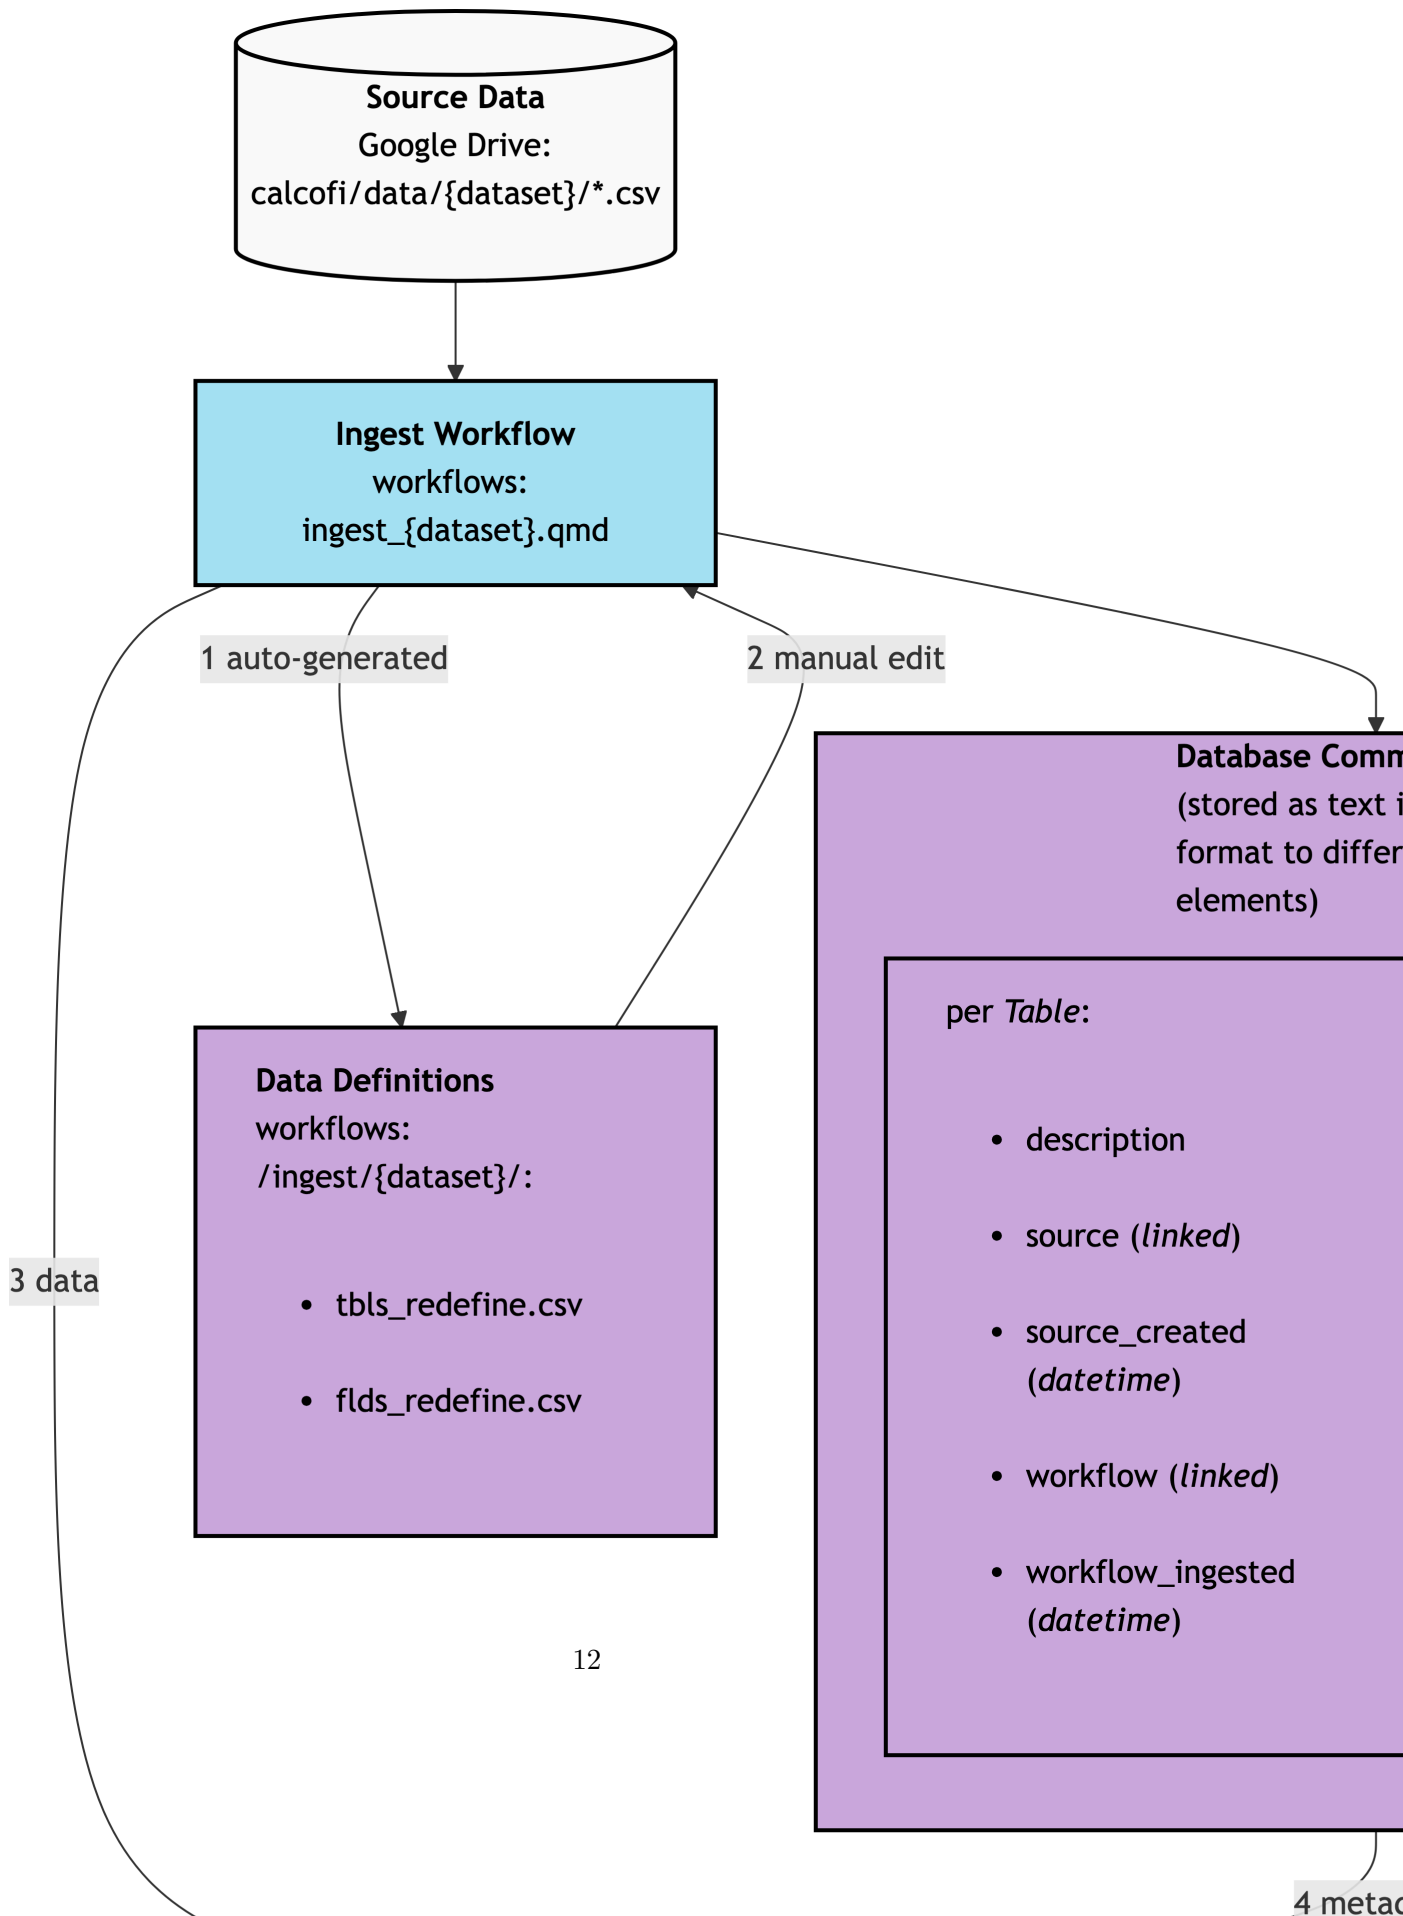 Source Data
Google Drive:
calcofi/data/{dataset}/*.csv
Ingest Workflow
workflows:
ingest_{dataset}.qmd
1 auto-generated
2 manual edit
Database Comm
(stored as text i
format to differ
elements)
per Table:
• description
• source (linked)
• source_created
(datetime)
• workflow (linked)
• workflow_ingested
(datetime)
Data Definitions
workflows:
/ingest/{dataset}/:
• tbls_redefine.csv
• flds_redefine.csv
3 data
12
4 metad